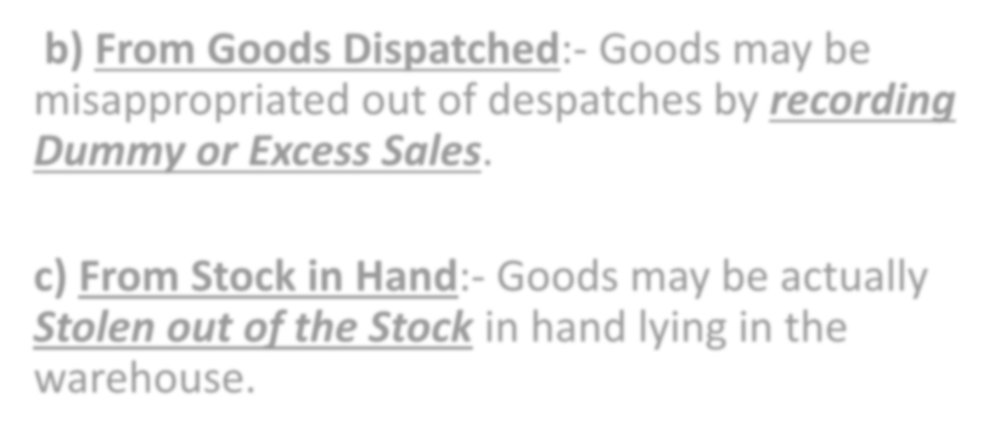 b) From Goods Dispatched:- Goods may be
misappropriated out of despatches by recording
Dummy or Excess Sales.
c) From Stock in Hand:- Goods may be actually
Stolen out of the Stock in hand lying in the
warehouse.